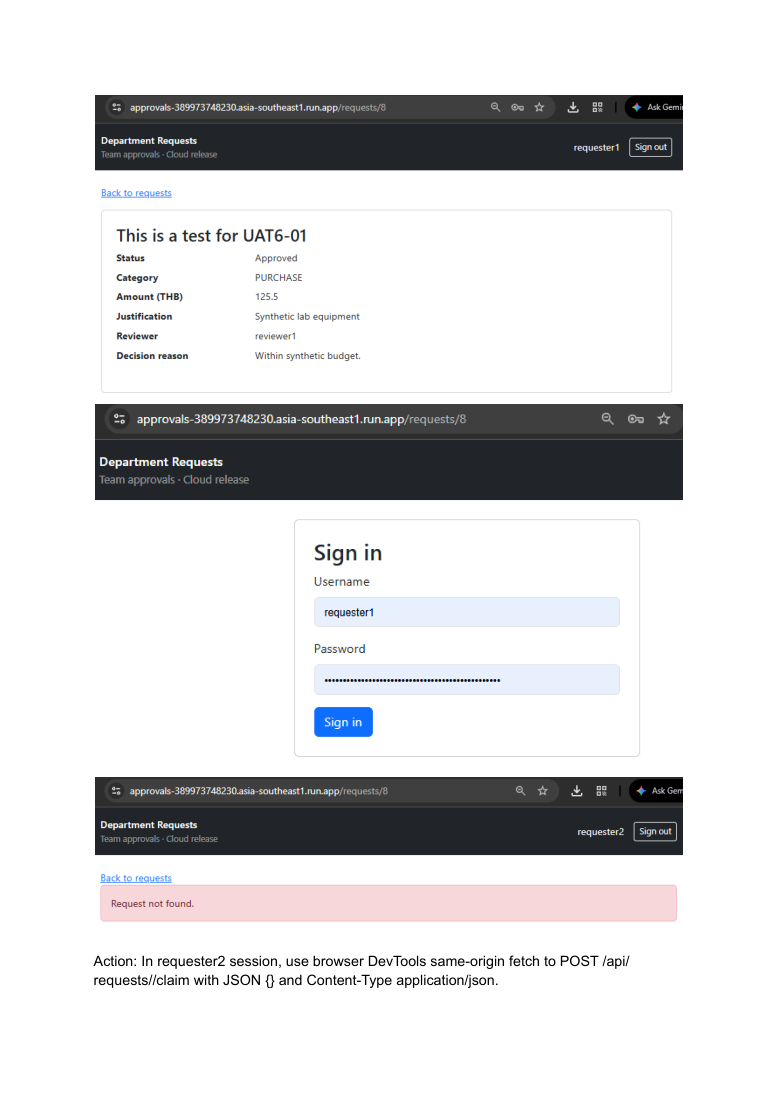 approvals-389973748230.asia-southeast1.run.app/requests/8
Ask Gemi
Department Requests
Team approvals · Cloud release
requester1
Sign out
Back to requests
This is a test for UAT6-01
Status Approved
Category PURCHASE
Amount (THB) 125.5
Justification Synthetic lab equipment
Reviewer reviewer1
Decision reason Within synthetic budget.
approvals-389973748230.asia-southeast1.run.app/requests/8
Department Requests
Team approvals · Cloud release
Sign in
Username
requester1
Password
Sign in
approvals-389973748230.asia-southeast1.run.app/requests/8
Ask Gem
Department Requests
Team approvals · Cloud release
requester2
Sign out
Back to requests
Request not found.
Action: In requester2 session, use browser DevTools same-origin fetch to POST /api/
requests//claim with JSON {} and Content-Type application/json.